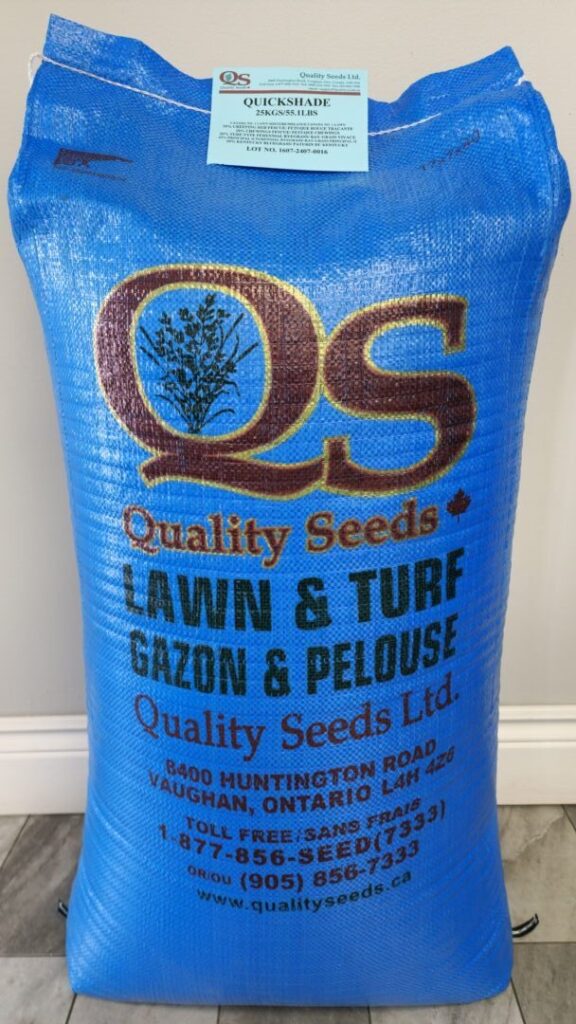 QS
Quality Seeds Ltd.
QUICKSHADE
25KGS/55.1LBS
LOT NO. 1607-2407-0016
QS
Quality Seeds
LAWN & TURF
GAZON & PELOUSE
Quality Seeds Ltd.
8400 HUNTINGTON ROAD
VAUGHAN, ONTARIO L4H 4Z6
TOLL FREE/SANS FRAIS
1-877-856-SEED(7333)
OR/OU (905) 856-7333
www.qualityseeds.ca